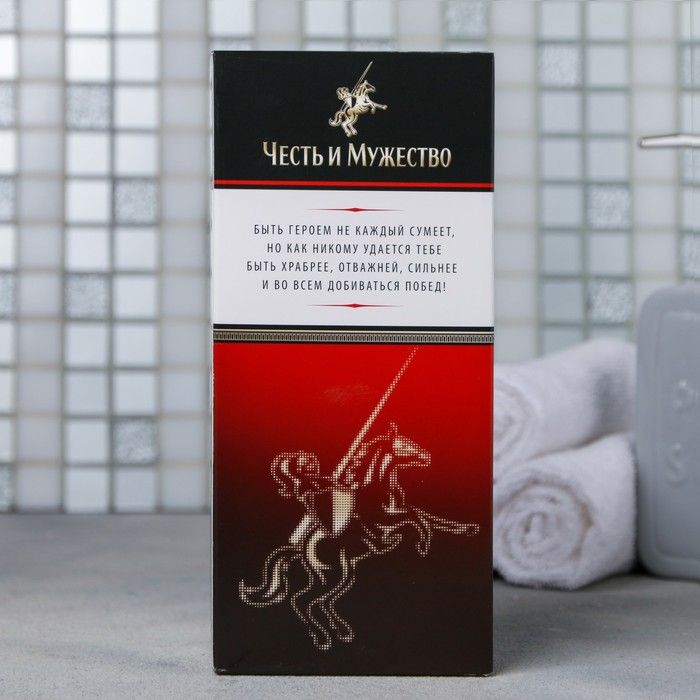 Честь и Мужество
БЫТЬ ГЕРОЕМ НЕ КАЖДЫЙ СУМЕЕТ,
НО КАК НИКОМУ УДАЕТСЯ ТЕБЕ
БЫТЬ ХРАБРЕЕ, ОТВАЖНЕЙ, СИЛЬНЕЕ
И ВО ВСЕМ ДОБИВАТЬСЯ ПОБЕД!